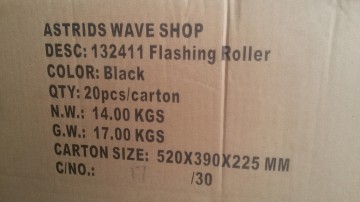 ASTRIDS WAVE SHOP
DESC: 132411 Flashing Roller
COLOR: Black
QTY: 20pcs/carton
N.W.: 14.00 KGS
G.W.: 17.00 KGS
CARTON SIZE: 520X390X225 MM
C/NO.: /30